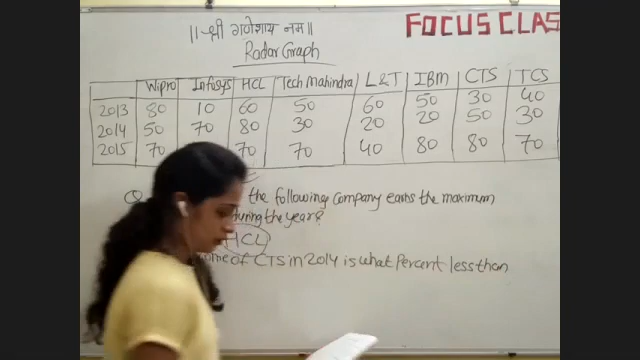 ॥ श्री गणेशाय नमः ॥
FOCUS CLAS
Radar Graph
Wipro Infosys HCL Tech Mahindra L&T IBM CTS TCS
2013 80 10 60 50 60 50 30 40
2014 50 70 80 30 20 20 50 30
2015 70 70 70 40 80 80 70
Q the following company earns the maximum
during the year?
HCL
of CTS in 2014 is what percent less than